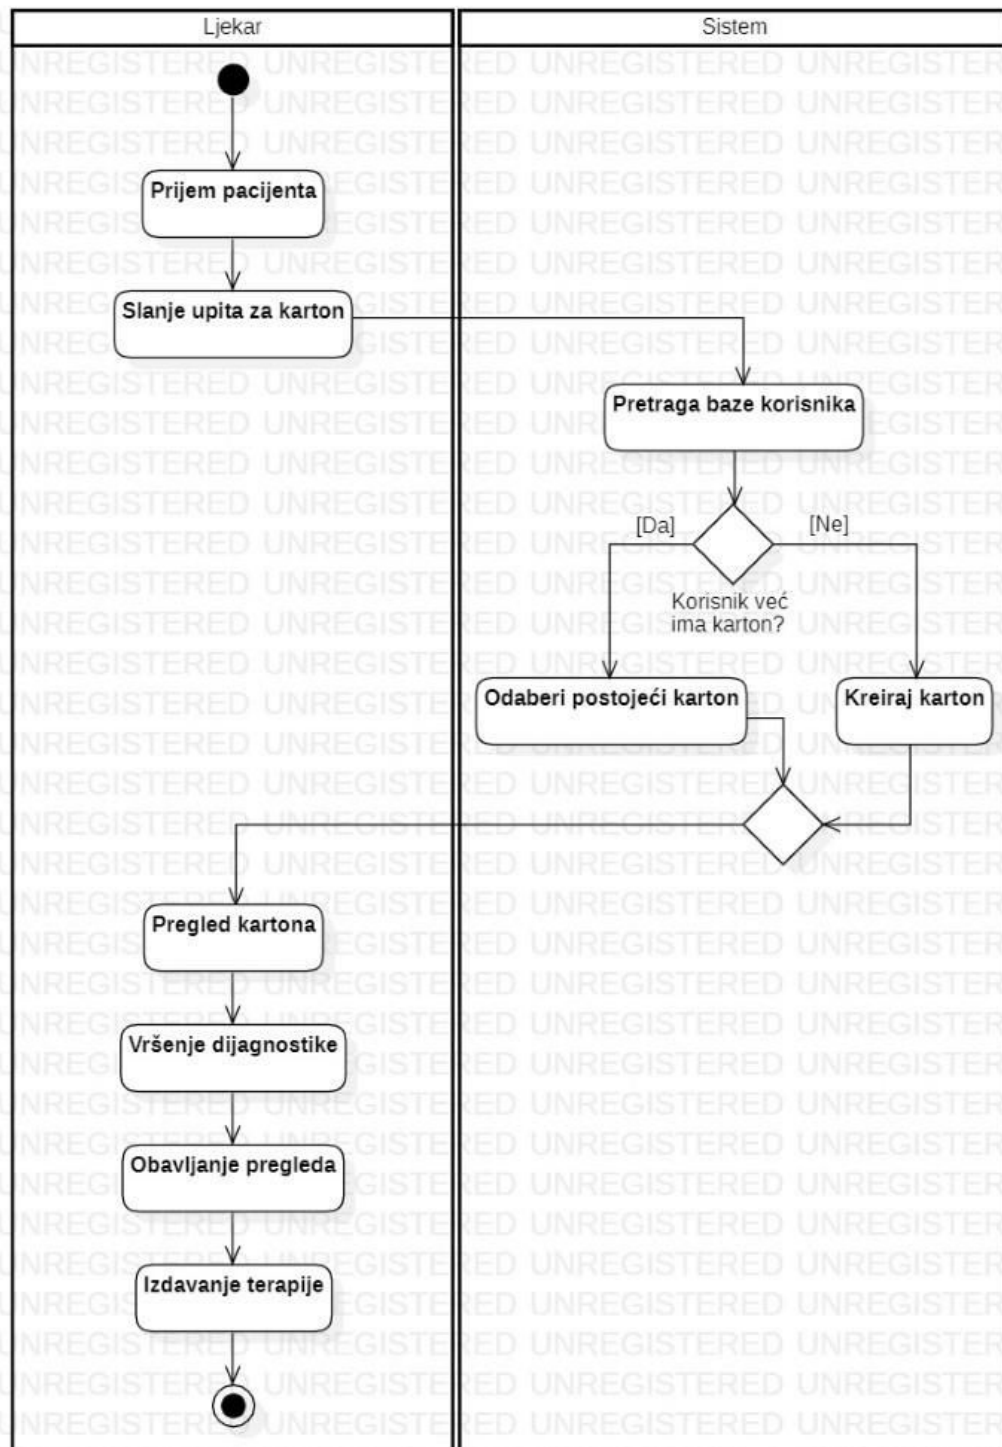 Ljekar
Sistem
Prijem pacijenta
Slanje upita za karton
Pretraga baze korisnika
[Da]
[Ne]
Korisnik već
ima karton?
Odaberi postojeći karton
Kreiraj karton
Pregled kartona
Vršenje dijagnostike
Obavljanje pregleda
Izdavanje terapije
UNREGISTERED